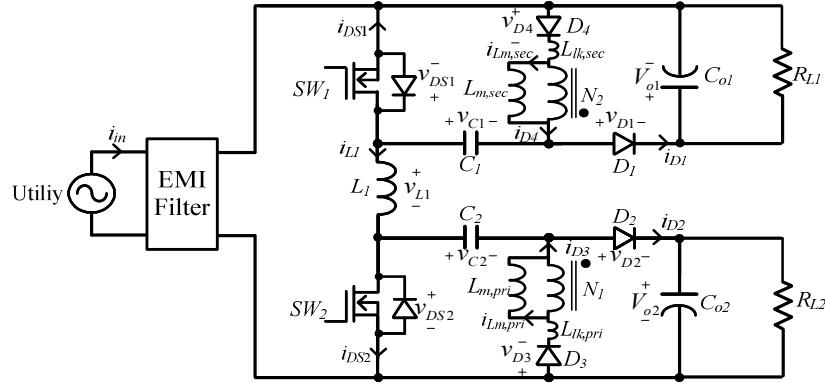 iDS1
SW1
vDS1
- +
vD4
+ -
D4
Llk,sec
iLm,sec
Lm,sec
N2
iD4
Vo1
- +
Co1
RL1
iin
Utiliy
EMI
Filter
iL1
+ vC1 -
C1
+ vD1 -
D1
iD1
L1
+ vL1 -
C2
+ vC2 -
D2
+ vD2 -
iD2
iD3
Lm,pri
N1
iLm,pri
Llk,pri
SW2
+ vDS2 -
iDS2
vD3
- +
D3
+ Vo2 -
Co2
RL2